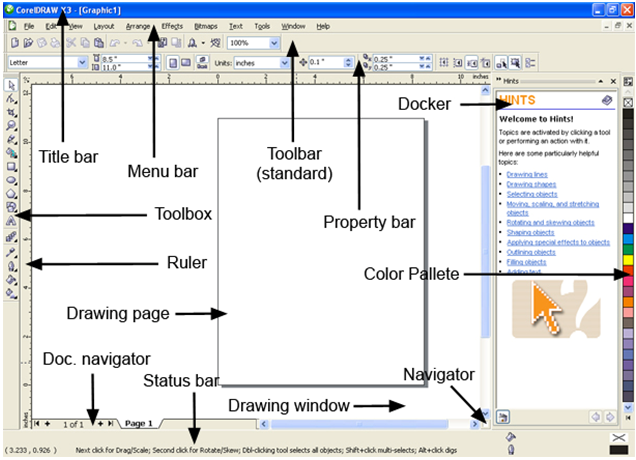 CorelDRAW X3 - [Graphic1]
File Edit View Layout Arrange Effects Bitmaps Text Tools Window Help
100%
Letter 8.5" 11.0" Units: inches 0.1" 0.25" 0.25"
inches
Hints
HINTS
Welcome to Hints!
Topics are activated by clicking a tool
or performing an action with it.
Here are some particularly helpful
topics:
Drawing lines
Drawing shapes
Selecting objects
Moving, scaling, and stretching
objects
Rotating and skewing objects
Shaping objects
Applying special effects to objects
Outlining objects
Filling objects
Adding text
Title bar
Menu bar
Toolbar
(standard)
Docker
Property bar
Toolbox
Ruler
Color Pallete
Drawing page
Doc. navigator
Status bar
Drawing window
Navigator
inches
1 of 1 Page 1
( 3.233, 0.926 ) Next click for Drag/Scale; Second click for Rotate/Skew; Dbl-clicking tool selects all objects; Shift+click multi-selects; Alt+click digs